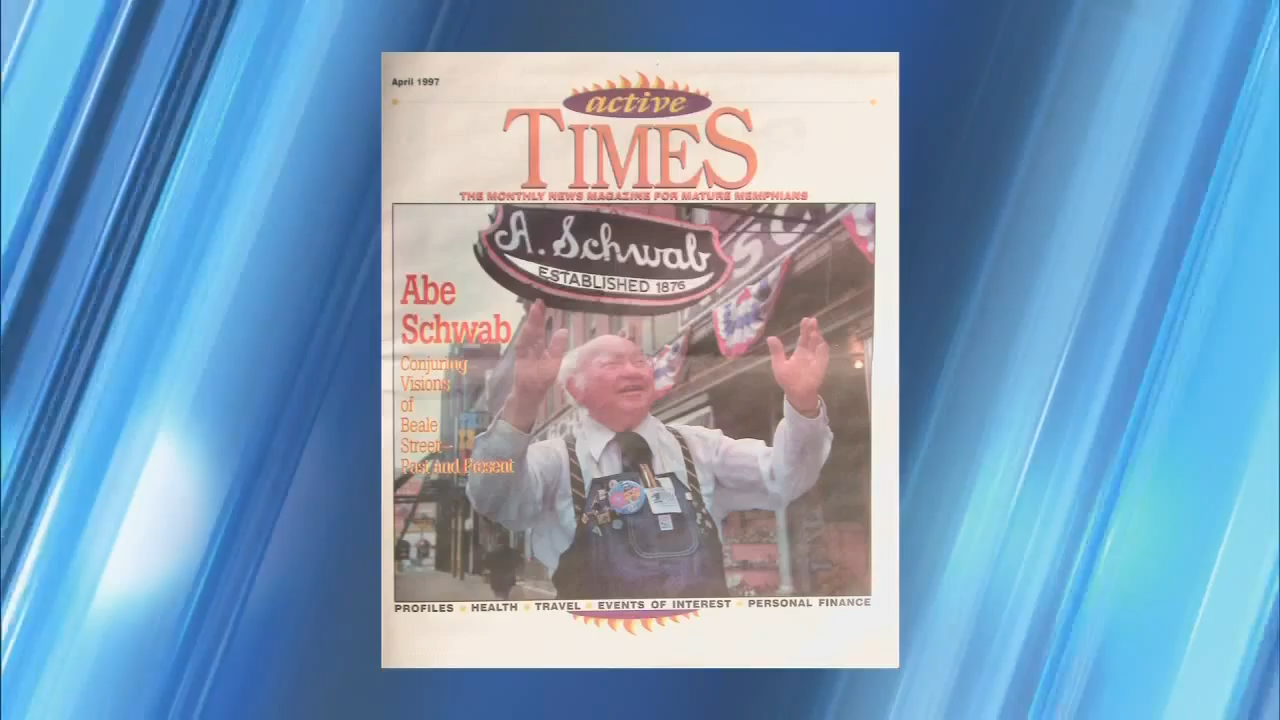 April 1997
active
TIMES
THE MONTHLY NEWS MAGAZINE FOR MATURE MEMPHIANS
A. Schwab
ESTABLISHED 1876
Abe
Schwab
Conjuring
Visions
of
Beale
Street—
Past and Present
PROFILES • HEALTH • TRAVEL • EVENTS OF INTEREST • PERSONAL FINANCE